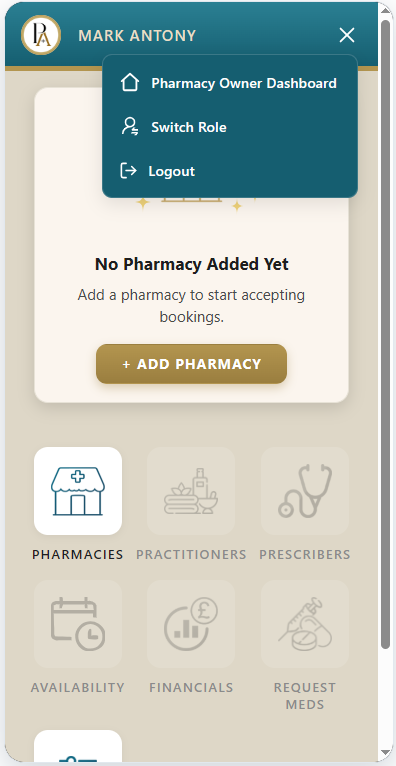 PA
MARK ANTONY
Pharmacy Owner Dashboard
Switch Role
Logout
No Pharmacy Added Yet
Add a pharmacy to start accepting
bookings.
+ ADD PHARMACY
PHARMACIES
PRACTITIONERS
PRESCRIBERS
£
AVAILABILITY
FINANCIALS
REQUEST
MEDS